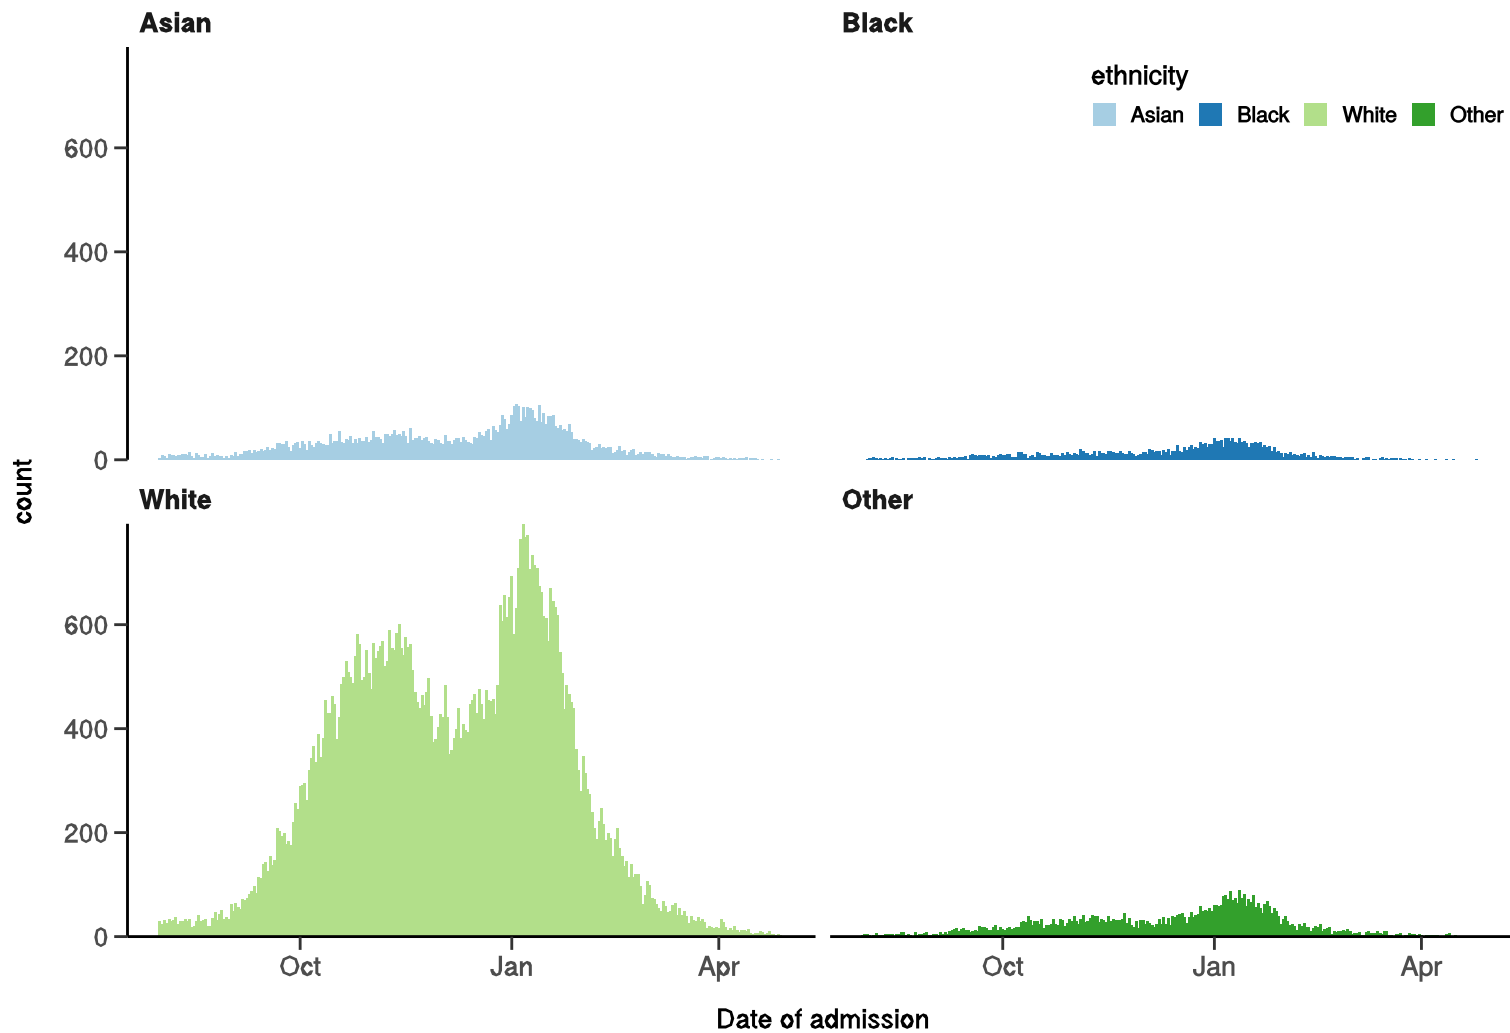 Asian
Black
ethnicity
Asian Black White Other
600
400
200
0
count
White
Other
600
400
200
0
Oct Jan Apr
Oct Jan Apr
Date of admission